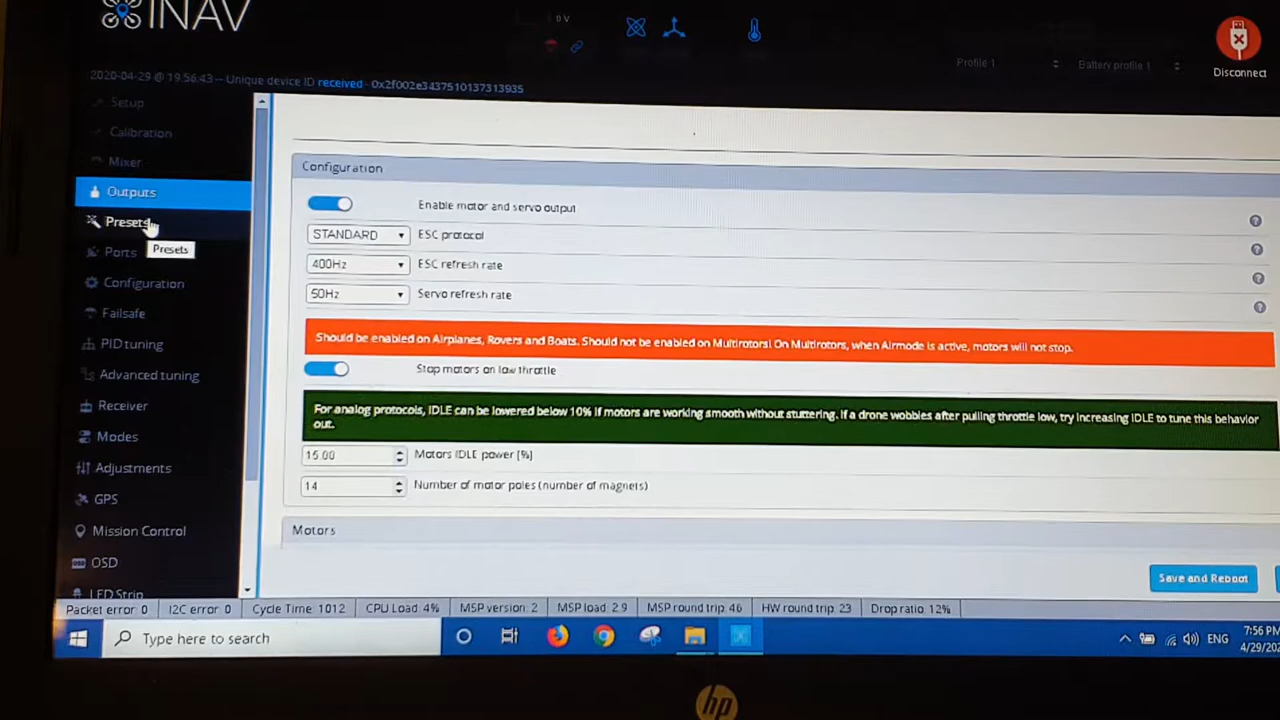 INAV
0 V
Profile 1
Battery profile 1
Disconnect
2020-04-29 @ 19:56:43 -- Unique device ID received - 0x2f002e3437510137313935
Setup
Calibration
Mixer
Outputs
Presets
Presets
Ports
Configuration
Failsafe
PID tuning
Advanced tuning
Receiver
Modes
Adjustments
GPS
Mission Control
OSD
LED Strip
Configuration
Enable motor and servo output
STANDARD ESC protocol
400Hz ESC refresh rate
50Hz Servo refresh rate
Should be enabled on Airplanes, Rovers and Boats. Should not be enabled on Multirotors! On Multirotors, when Airmode is active, motors will not stop.
Stop motors on low throttle
For analog protocols, IDLE can be lowered below 10% if motors are working smooth without stuttering. If a drone wobbles after pulling throttle low, try increasing IDLE to tune this behavior
out.
15.00 Motors IDLE power [%]
14 Number of motor poles (number of magnets)
Motors
Save and Reboot
Packet error: 0 I2C error: 0 Cycle Time: 1012 CPU Load: 4% MSP version: 2 MSP load: 2.9 MSP round trip: 46 HW round trip: 23 Drop ratio: 12%
Type here to search
ENG
7:56 PM
4/29/202
hp